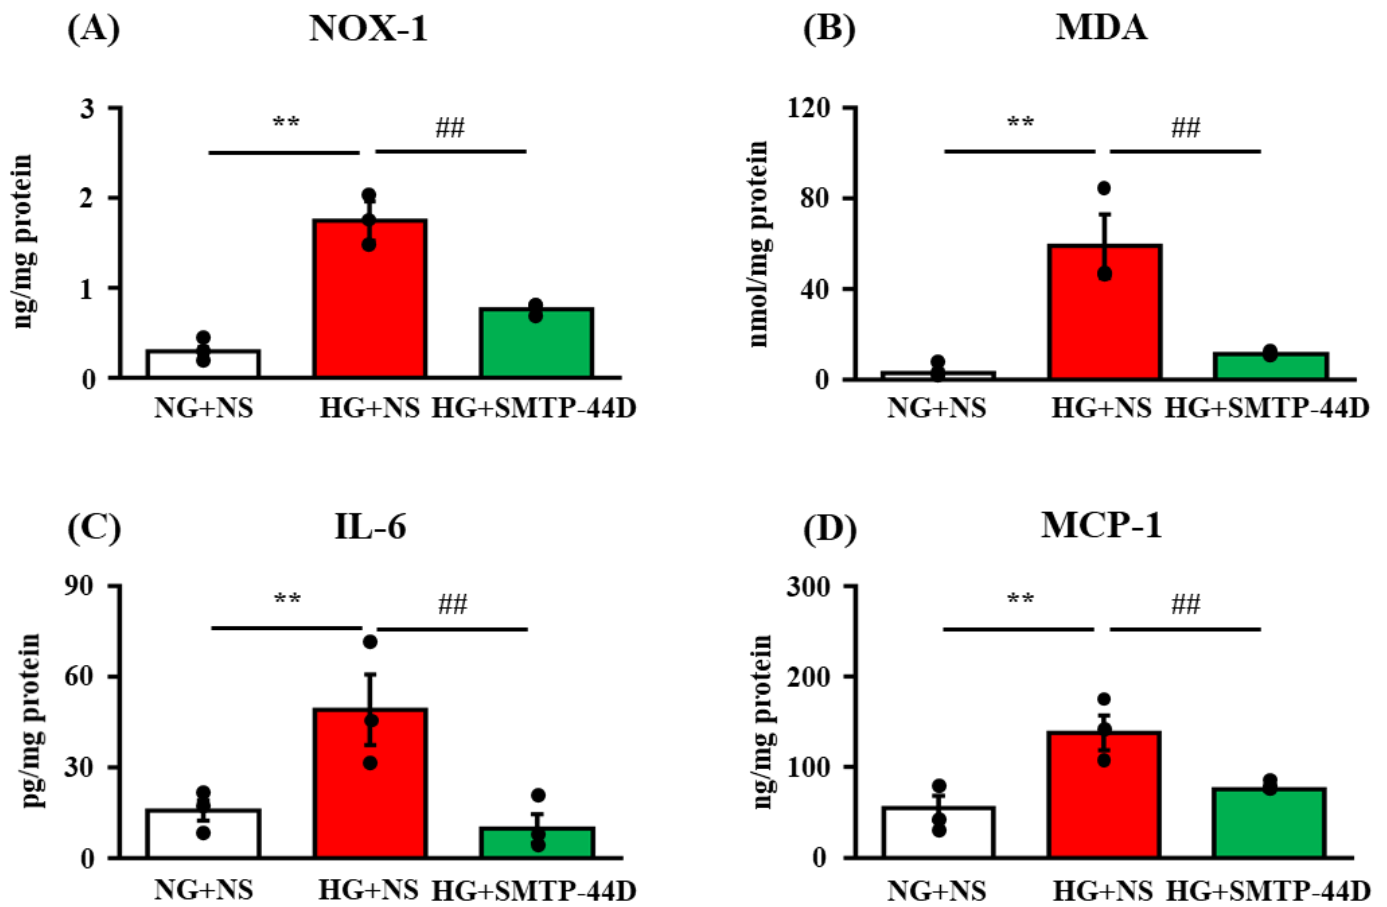 (A) NOX-1
3
2
1
0
ng/mg protein
**
##
NG+NS HG+NS HG+SMTP-44D
(B) MDA
120
80
40
0
nmol/mg protein
**
##
NG+NS HG+NS HG+SMTP-44D
(C) IL-6
90
60
30
0
pg/mg protein
**
##
NG+NS HG+NS HG+SMTP-44D
(D) MCP-1
300
200
100
0
ng/mg protein
**
##
NG+NS HG+NS HG+SMTP-44D